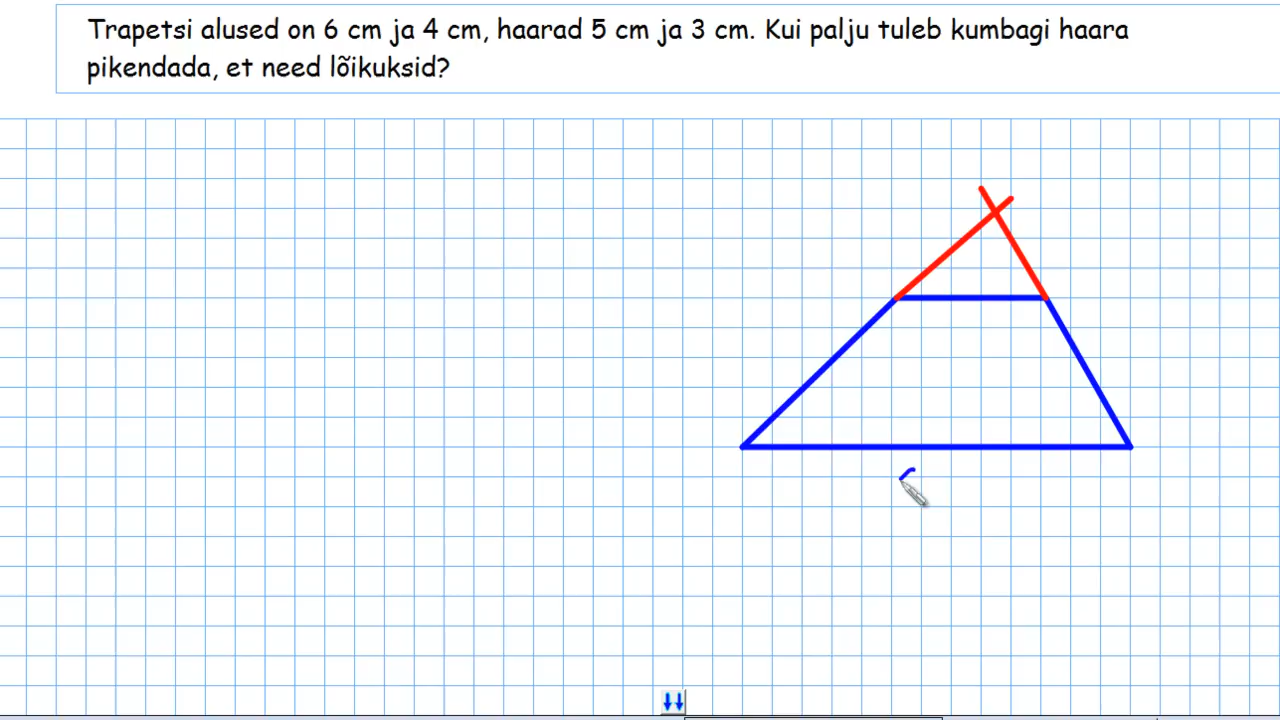 Trapetsi alused on 6 cm ja 4 cm, haarad 5 cm ja 3 cm. Kui palju tuleb kumbagi haara
pikendada, et need lõikuksid?